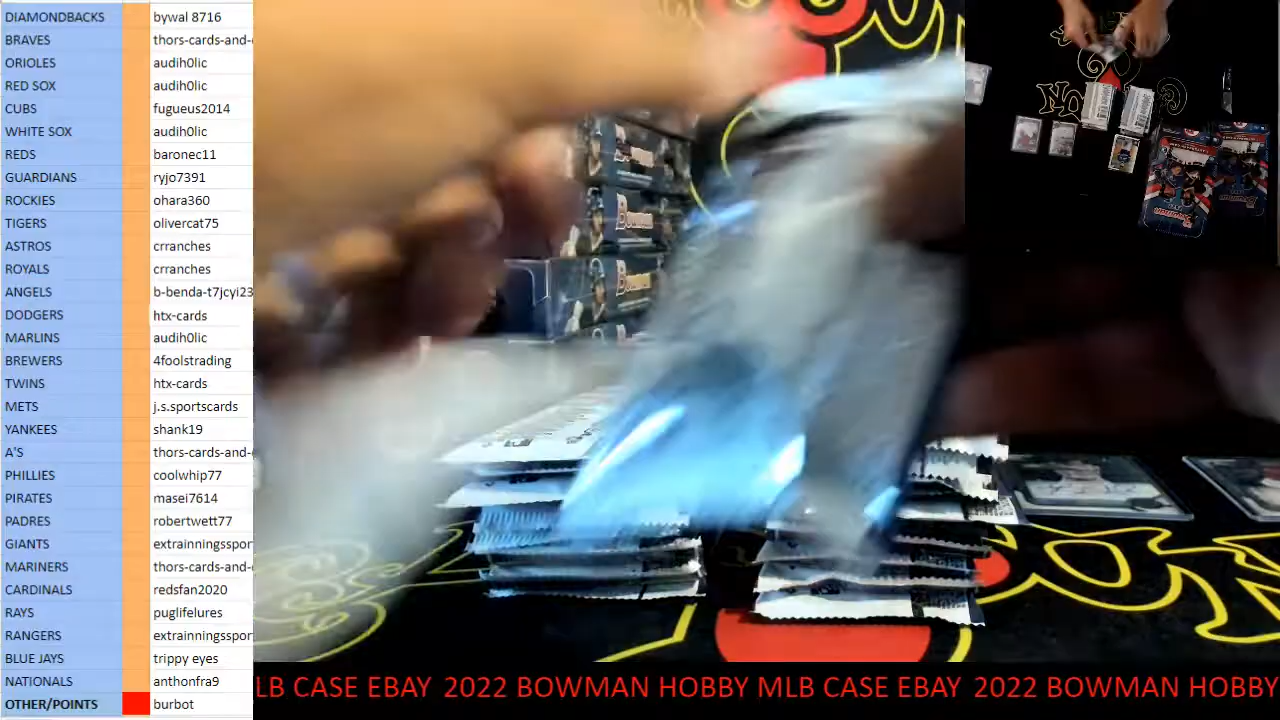 DIAMONDBACKS bywal 8716
BRAVES thors-cards-and-
ORIOLES audih0lic
RED SOX audih0lic
CUBS fugueus2014
WHITE SOX audih0lic
REDS baronec11
GUARDIANS ryjo7391
ROCKIES ohara360
TIGERS olivercat75
ASTROS crranches
ROYALS crranches
ANGELS b-benda-t7jcyi23
DODGERS htx-cards
MARLINS audih0lic
BREWERS 4foolstrading
TWINS htx-cards
METS j.s.sportscards
YANKEES shank19
A'S thors-cards-and-
PHILLIES coolwhip77
PIRATES masei7614
PADRES robertwett77
GIANTS extrainningsspor
MARINERS thors-cards-and-
CARDINALS redsfan2020
RAYS puglifelures
RANGERS extrainningsspor
BLUE JAYS trippy eyes
NATIONALS anthonfra9
OTHER/POINTS burbot
Bowman
Bowman
Bowman
LB CASE EBAY 2022 BOWMAN HOBBY MLB CASE EBAY 2022 BOWMAN HOBBY